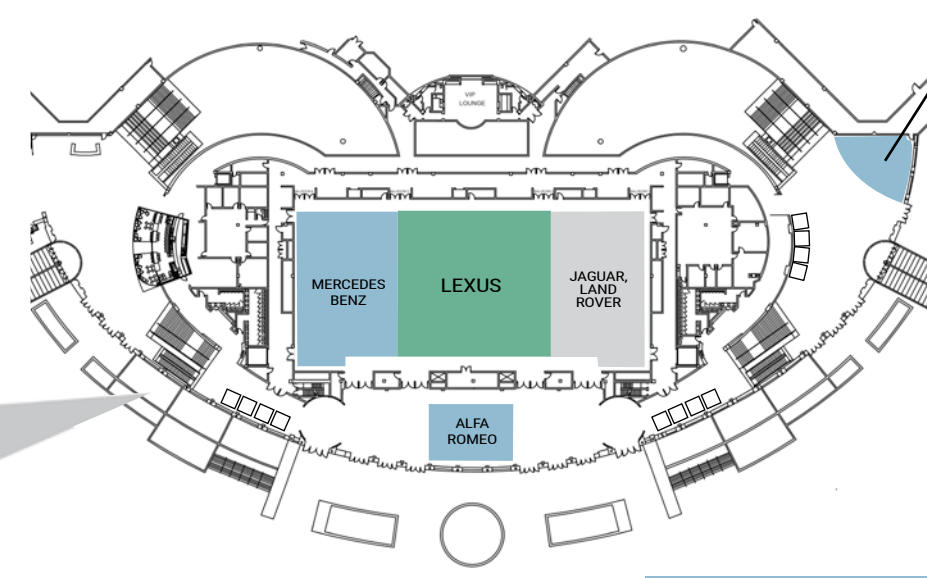 VIP
LOUNGE
MERCEDES
BENZ
LEXUS
JAGUAR,
LAND
ROVER
ALFA
ROMEO